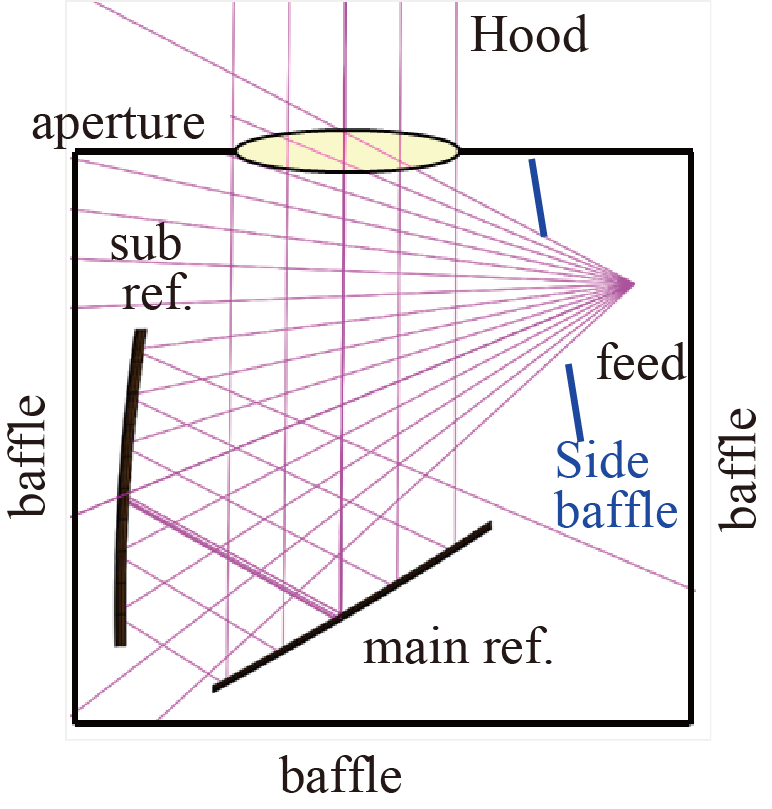 Hood
aperture
sub
ref.
feed
baffle
baffle
Side
baffle
main ref.
baffle